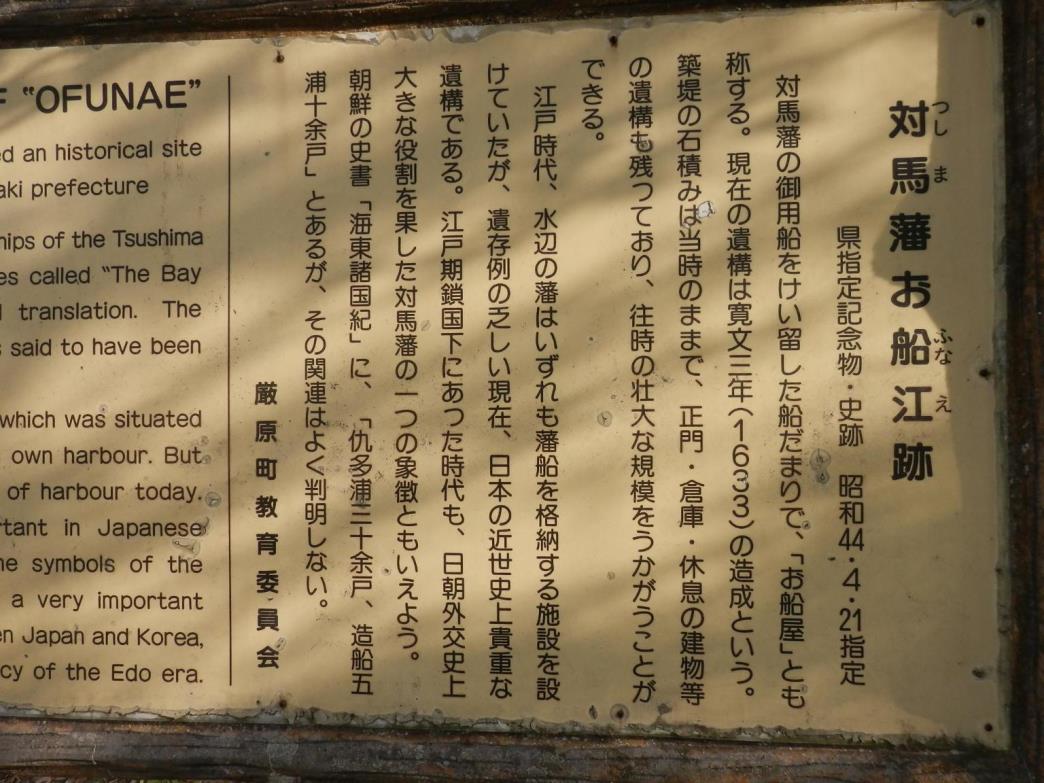 対馬藩お船江跡
つしま
ふなえ
県指定記念物・史跡 昭和44・4・21指定
対馬藩の御用船をけい留した船だまりで、「お船屋」とも
称する。現在の遺構は寛文三年(1633)の造成という。
築堤の石積みは当時のままで、正門・倉庫・休息の建物等
の遺構も残っており、往時の壮大な規模をうかがうことが
できる。
江戸時代、水辺の藩はいずれも藩船を格納する施設を設
けていたが、遺存例の乏しい現在、日本の近世史上貴重な
遺構である。江戸期鎖国下にあった時代も、日朝外交史上
大きな役割を果した対馬藩の一つの象徴ともいえよう。
朝鮮の史書「海東諸国紀」に、「仇多浦三十余戸、造船五
浦十余戸」とあるが、その関連はよく判明しない。
厳原町教育委員会
F "OFUNAE"
ed an historical site
aki prefecture
hips of the Tsushima
es called "The Bay
translation. The
s said to have been
which was situated
own harbour. But
of harbour today.
rtant in Japanese
ne symbols of the
a very important
en Japan and Korea,
cy of the Edo era.